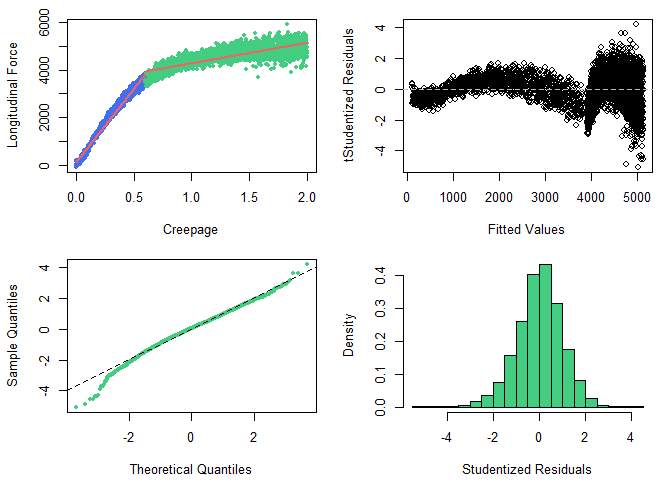 Longitudinal Force
0 2000 4000 6000
0.0 0.5 1.0 1.5 2.0
Creepage
tStudentized Residuals
-4 -2 0 2 4
0 1000 2000 3000 4000 5000
Fitted Values
Sample Quantiles
-4 -2 0 2 4
-2 0 2
Theoretical Quantiles
Density
0.0 0.1 0.2 0.3 0.4
-4 -2 0 2 4
Studentized Residuals